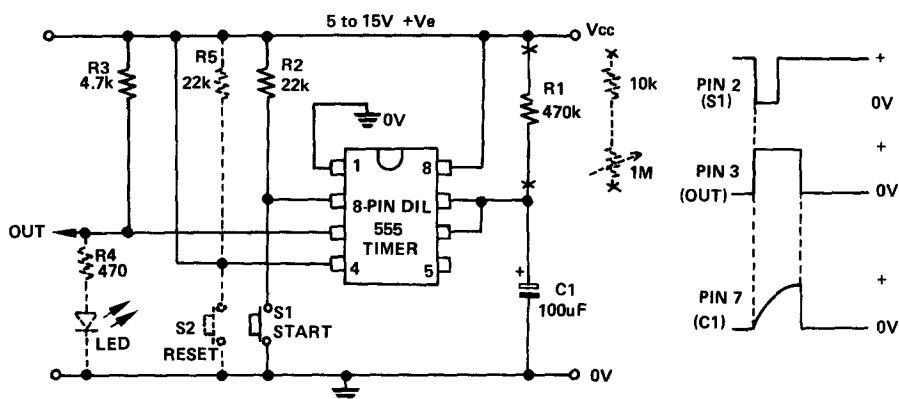 5 to 15V +Ve
Vcc
R3
4.7k
R5
22k
R2
22k
R1
470k
10k
1M
0V
1
8
8-PIN DIL
555
TIMER
4
5
OUT
R4
470
LED
S2
RESET
S1
START
+
C1
100uF
0V
PIN 2
(S1)
+
0V
PIN 3
(OUT)
+
0V
PIN 7
(C1)
+
0V